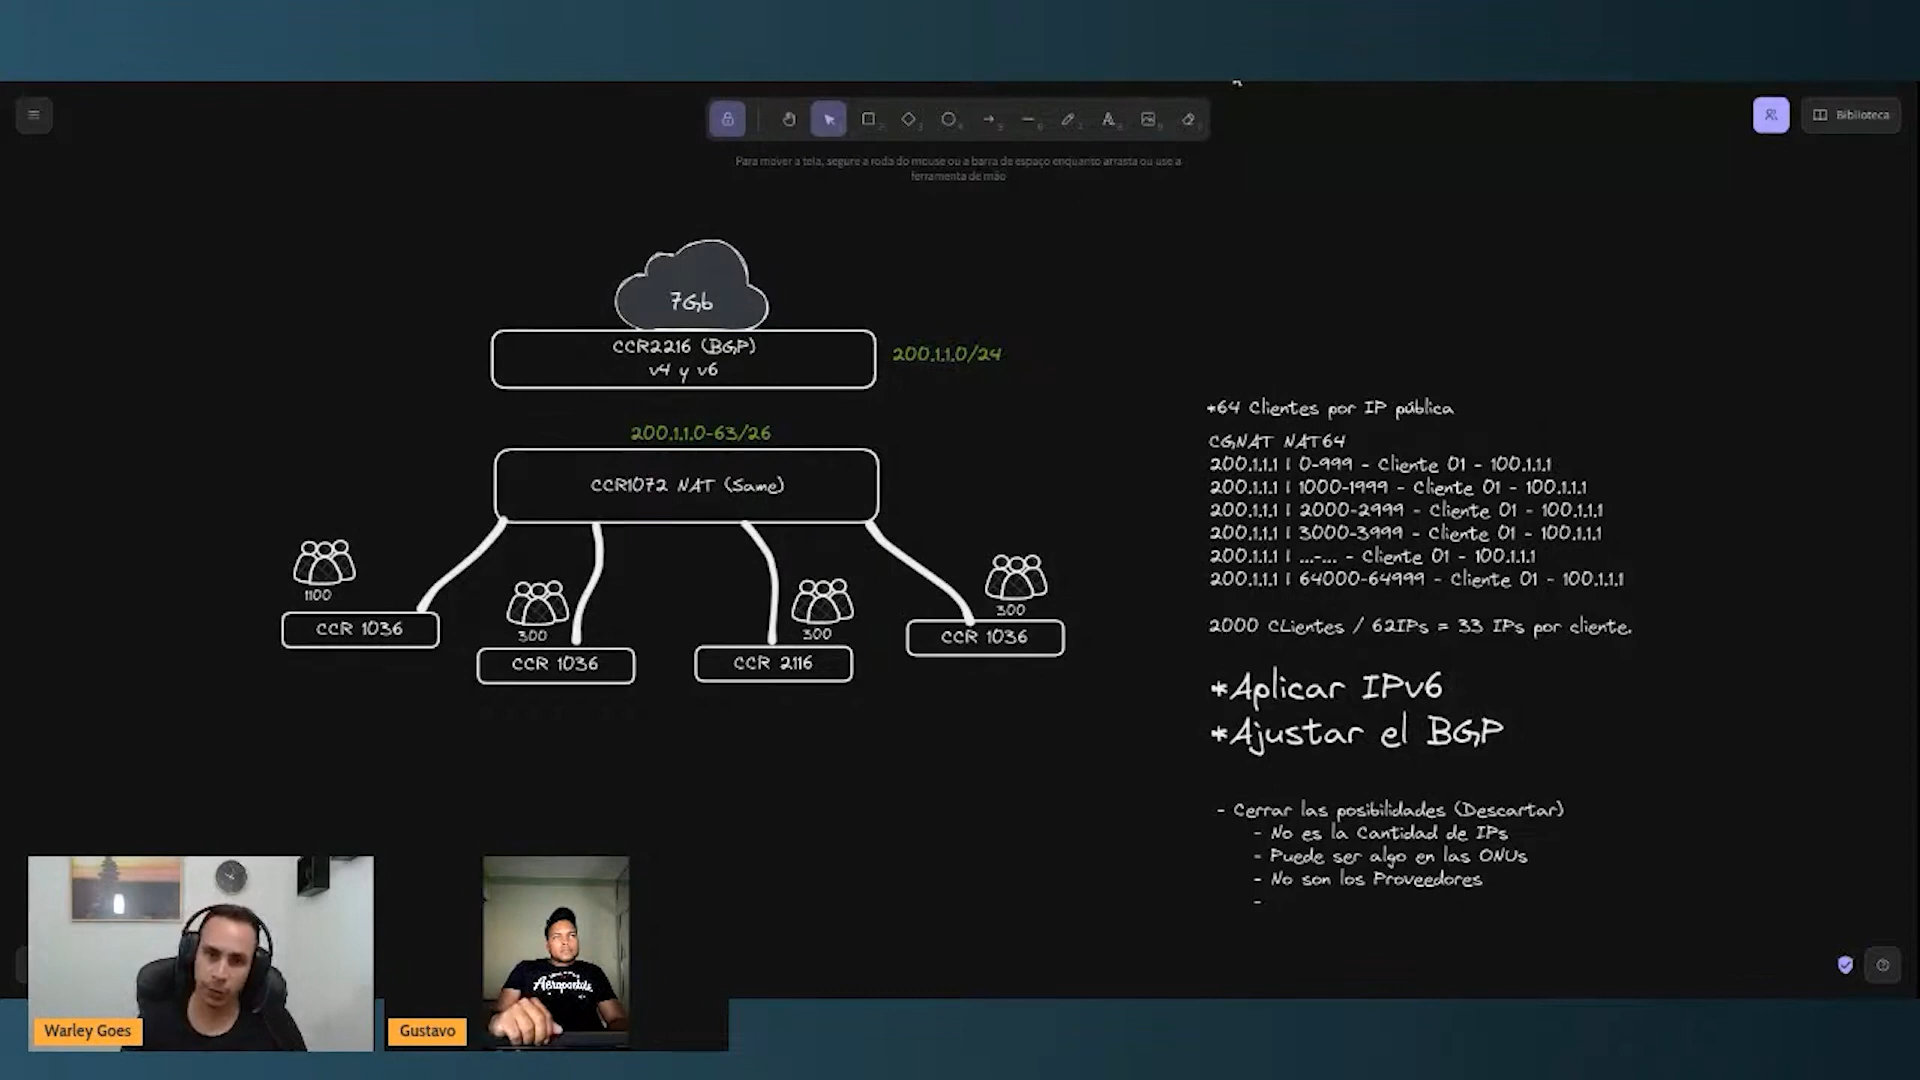 Biblioteca
Para mover a tela, segure a roda do mouse ou a barra de espaço enquanto arrasta ou use a
ferramenta de mão
7Gb
CCR2216 (BGP)
v4 y v6
200.1.1.0/24
200.1.1.0-63/26
CCR1072 NAT (Same)
1100
CCR 1036
300
CCR 1036
300
CCR 2116
300
CCR 1036
*64 Clientes por IP pública
CGNAT NAT64
200.1.1.1 | 0-999 - Cliente 01 - 100.1.1.1
200.1.1.1 | 1000-1999 - Cliente 01 - 100.1.1.1
200.1.1.1 | 2000-2999 - Cliente 01 - 100.1.1.1
200.1.1.1 | 3000-3999 - Cliente 01 - 100.1.1.1
200.1.1.1 | ...-... - Cliente 01 - 100.1.1.1
200.1.1.1 | 64000-64999 - Cliente 01 - 100.1.1.1
2000 CLientes / 62IPs = 33 IPs por cliente.
*Aplicar IPv6
*Ajustar el BGP
- Cerrar las posibilidades (Descartar)
- No es la Cantidad de IPs
- Puede ser algo en las ONUs
- No son los Proveedores
-
Warley Goes
Gustavo
Aéropostale